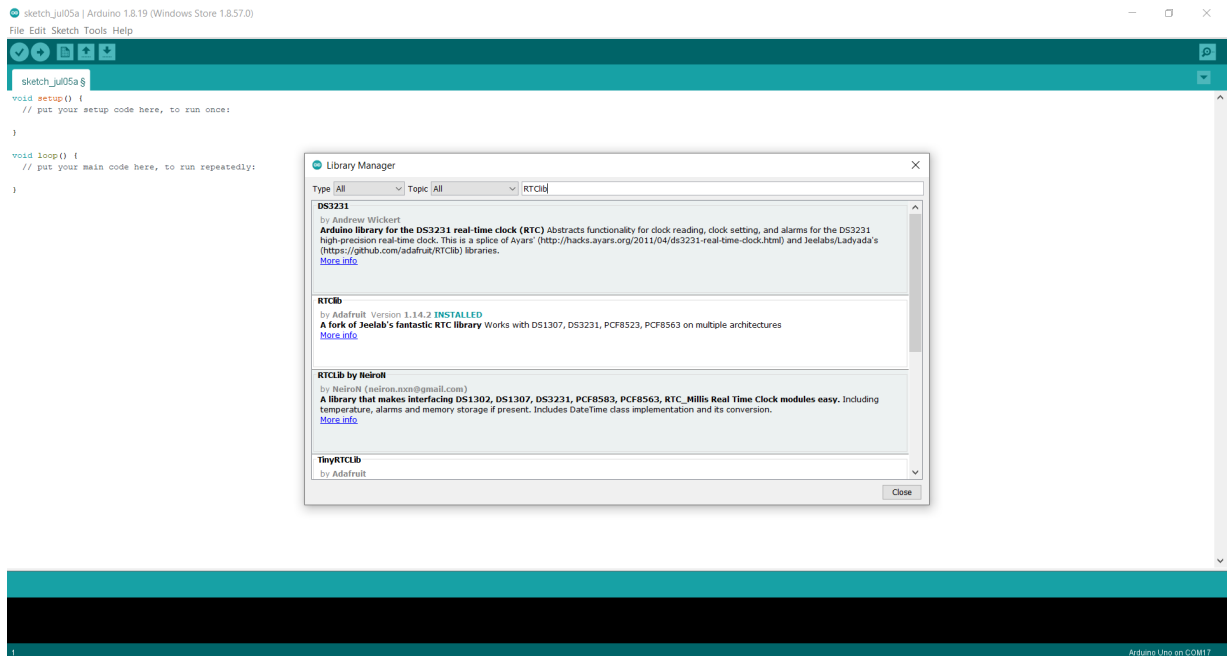 sketch_jul05a | Arduino 1.8.19 (Windows Store 1.8.57.0)
File Edit Sketch Tools Help
sketch_jul05a §
void setup() {
// put your setup code here, to run once:
}
void loop() {
// put your main code here, to run repeatedly:
}
Library Manager
Type All Topic All RTClib
DS3231
by Andrew Wickert
Arduino library for the DS3231 real-time clock (RTC) Abstracts functionality for clock reading, clock setting, and alarms for the DS3231
high-precision real-time clock. This is a splice of Ayars' (http://hacks.ayars.org/2011/04/ds3231-real-time-clock.html) and Jeelabs/Ladyada's
(https://github.com/adafruit/RTClib) libraries.
More info
RTClib
by Adafruit Version 1.14.2 INSTALLED
A fork of Jeelab's fantastic RTC library Works with DS1307, DS3231, PCF8523, PCF8563 on multiple architectures
More info
RTCLib by NeiroN
by NeiroN (neiron.nxn@gmail.com)
A library that makes interfacing DS1302, DS1307, DS3231, PCF8583, PCF8563, RTC_Millis Real Time Clock modules easy. Including
temperature, alarms and memory storage if present. Includes DateTime class implementation and its conversion.
More info
TinyRTCLib
by Adafruit
Close
1
Arduino Uno on COM17